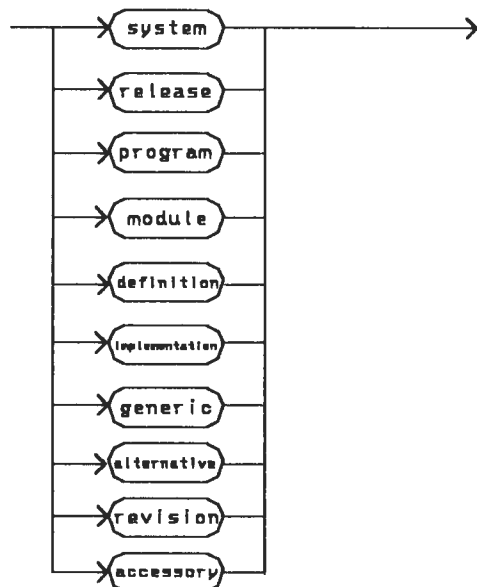 system
release
program
module
definition
implementation
generic
alternative
revision
accessory